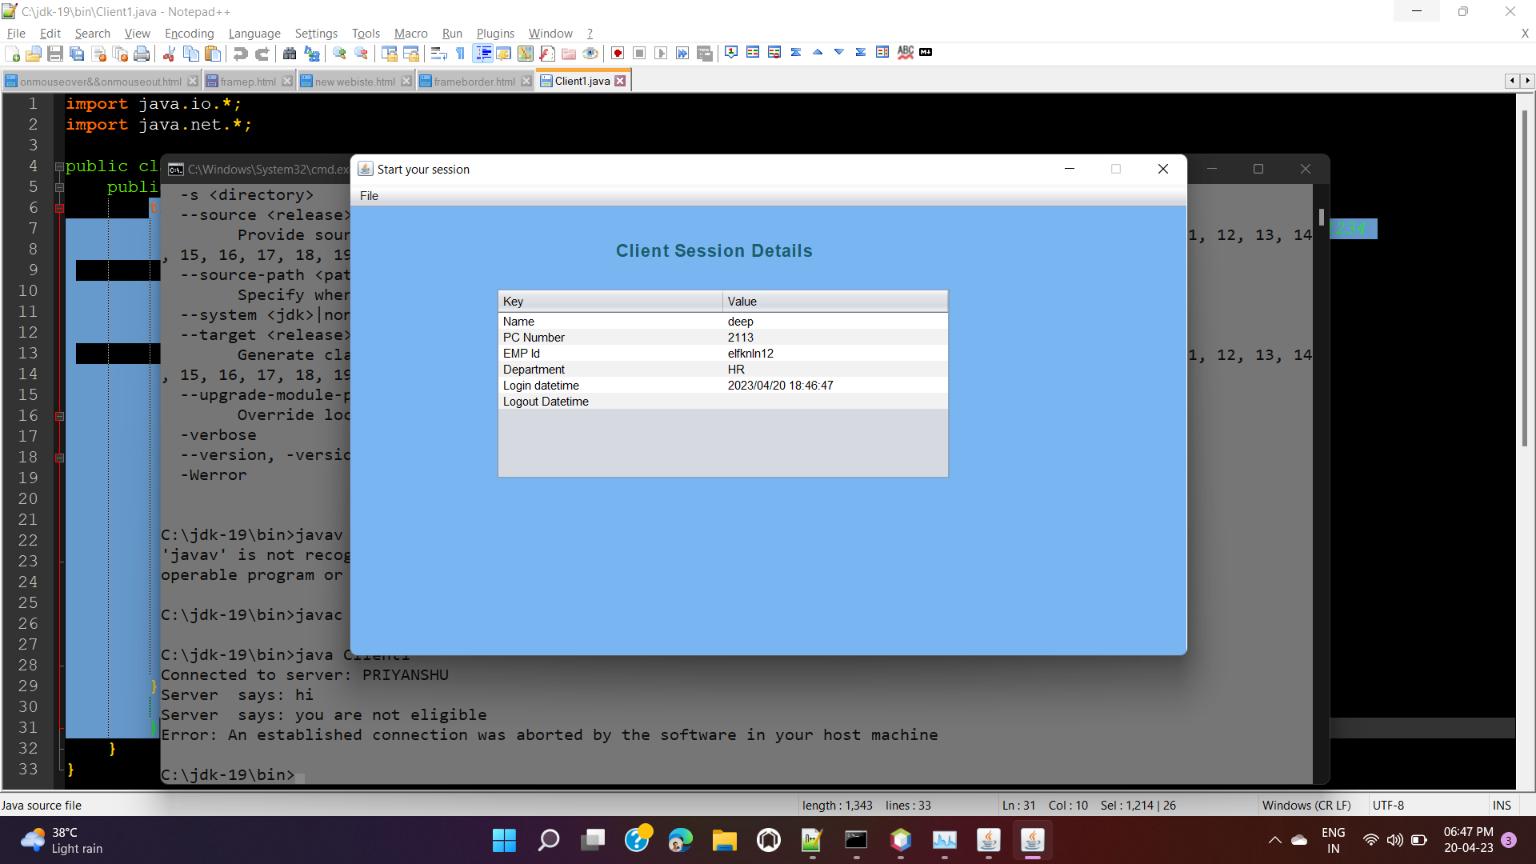 C:\jdk-19\bin\Client1.java - Notepad++
File Edit Search View Encoding Language Settings Tools Macro Run Plugins Window ? X
onmouseover&&onmouseout.html framep.html new webiste.html frameborder.html Client1.java
1 import java.io.*;
2 import java.net.*;
3
4 public cl
5 publi
6
7
8
9
10
11
12
13
14
15
16
17
18
19
20
21
22
23
24
25
26
27
28
29 }
30
31
32 }
33 }
C:\Windows\System32\cmd.ex
-s <directory>
--source <release>
Provide sour 1, 12, 13, 14
, 15, 16, 17, 18, 19
--source-path <pat
Specify wher
--system <jdk>|non
--target <release>
Generate cla 1, 12, 13, 14
, 15, 16, 17, 18, 19
--upgrade-module-p
Override loc
-verbose
--version, -versio
-Werror
C:\jdk-19\bin>javav
'javav' is not recog
operable program or
C:\jdk-19\bin>javac
C:\jdk-19\bin>java Client1
Connected to server: PRIYANSHU
Server says: hi
Server says: you are not eligible
Error: An established connection was aborted by the software in your host machine
C:\jdk-19\bin>
Start your session
File
Client Session Details
Key Value
Name deep
PC Number 2113
EMP Id elfknln12
Department HR
Login datetime 2023/04/20 18:46:47
Logout Datetime
Java source file length : 1,343 lines : 33 Ln : 31 Col : 10 Sel : 1,214 | 26 Windows (CR LF) UTF-8 INS
38°C
Light rain
ENG
IN
06:47 PM
20-04-23
3